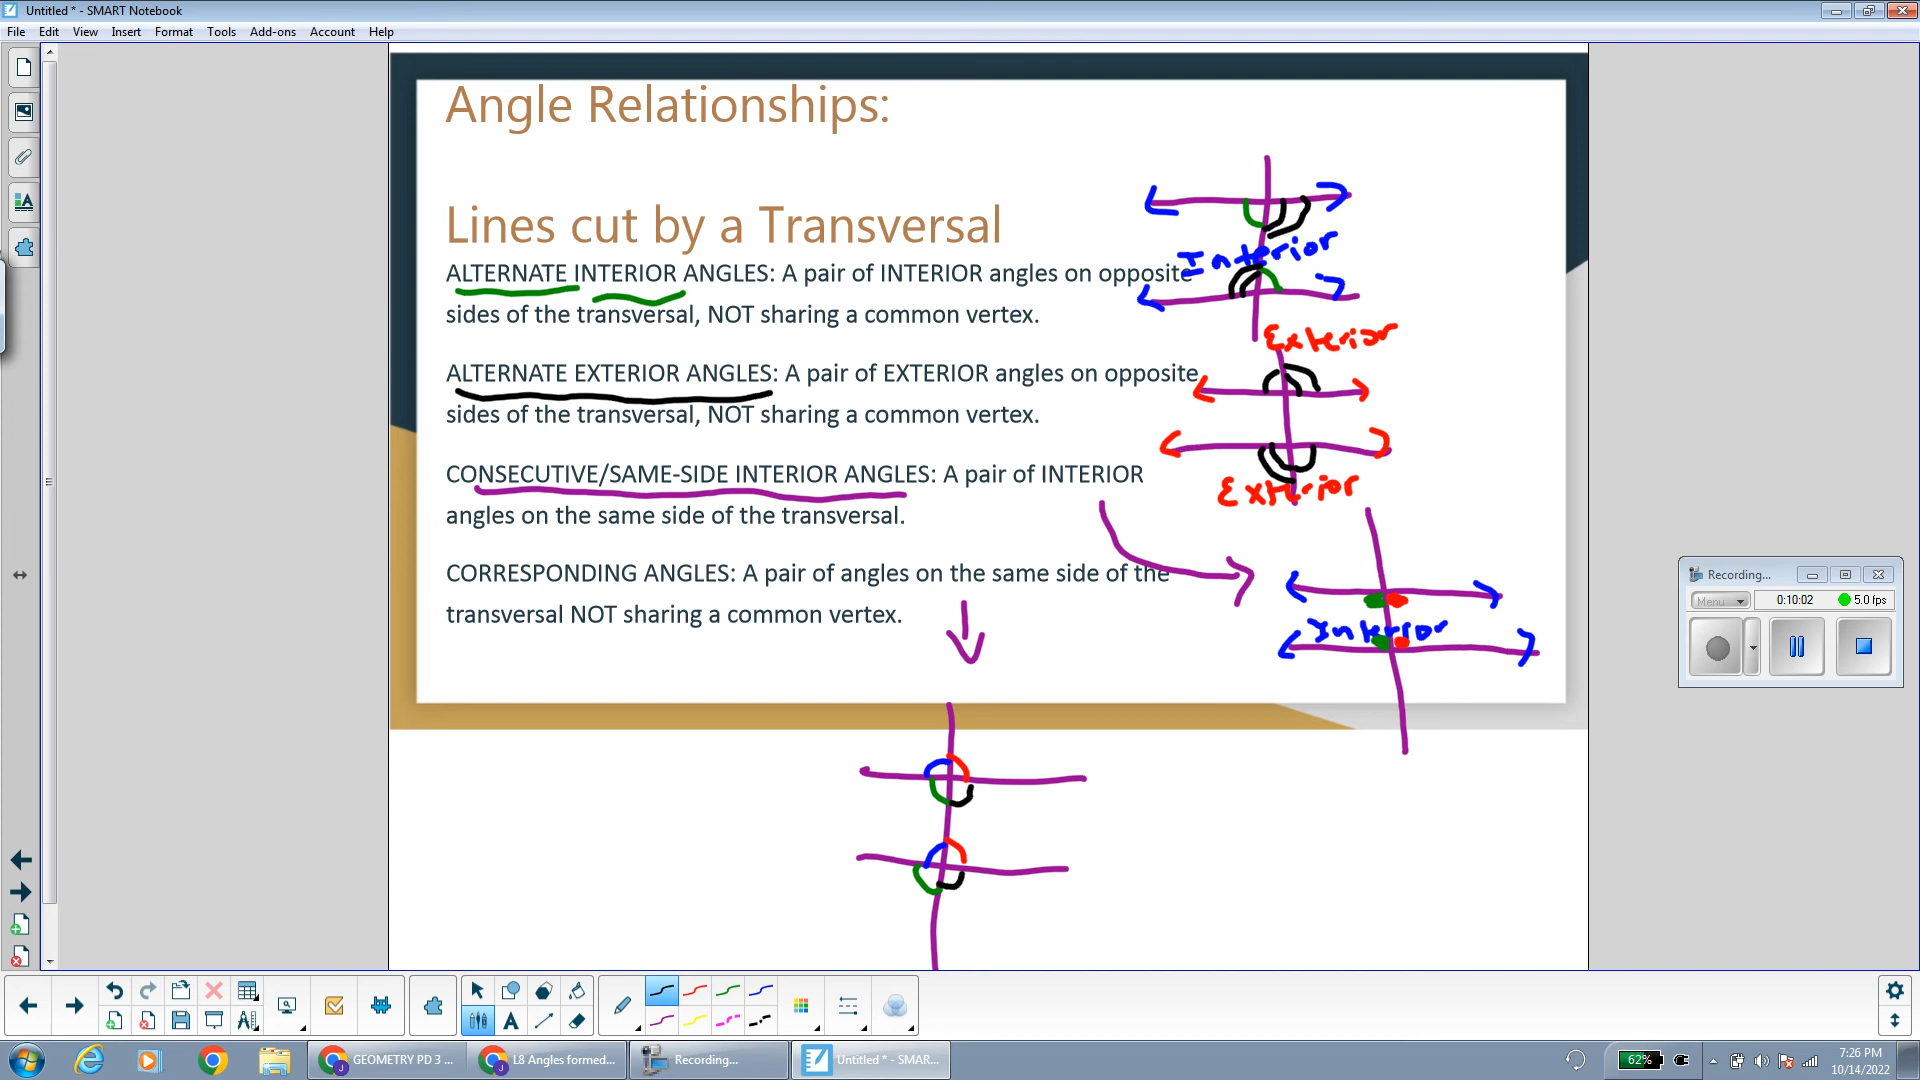 Untitled * - SMART Notebook
File Edit View Insert Format Tools Add-ons Account Help
Angle Relationships:
Lines cut by a Transversal
ALTERNATE INTERIOR ANGLES: A pair of INTERIOR angles on opposite
sides of the transversal, NOT sharing a common vertex.
ALTERNATE EXTERIOR ANGLES: A pair of EXTERIOR angles on opposite
sides of the transversal, NOT sharing a common vertex.
CONSECUTIVE/SAME-SIDE INTERIOR ANGLES: A pair of INTERIOR
angles on the same side of the transversal.
CORRESPONDING ANGLES: A pair of angles on the same side of the
transversal NOT sharing a common vertex.
Interior
Exterior
Exterior
Interior
Recording...
Menu 0:10:02 5.0 fps
GEOMETRY PD 3 ... L8 Angles formed... Recording... Untitled * - SMAR...
62%
7:26 PM
10/14/2022